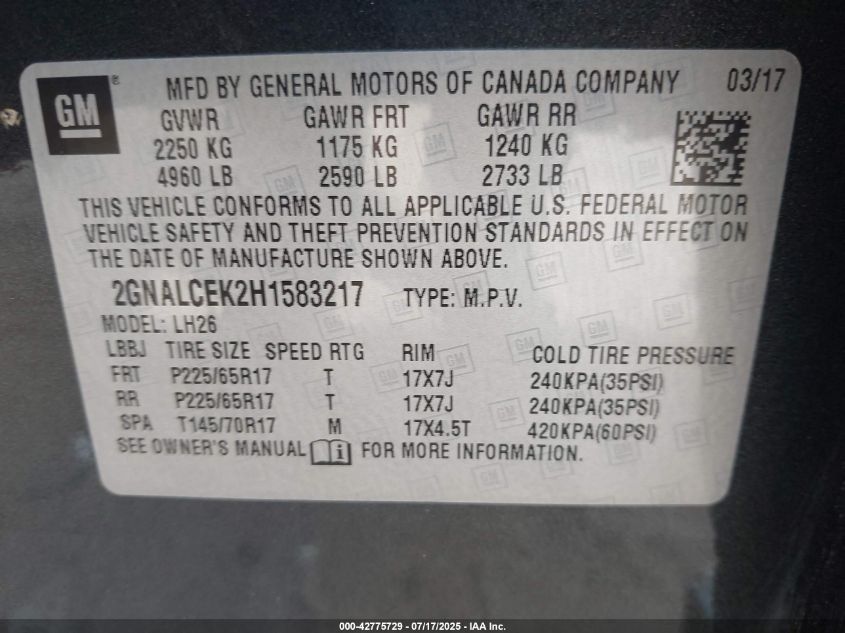 GM ® MFD BY GENERAL MOTORS OF CANADA COMPANY 03/17
GVWR GAWR FRT GAWR RR
2250 KG 1175 KG 1240 KG
4960 LB 2590 LB 2733 LB
THIS VEHICLE CONFORMS TO ALL APPLICABLE U.S. FEDERAL MOTOR
VEHICLE SAFETY AND THEFT PREVENTION STANDARDS IN EFFECT ON
THE DATE OF MANUFACTURE SHOWN ABOVE.
2GNALCEK2H1583217 TYPE: M.P.V.
MODEL: LH26
LBBJ TIRE SIZE SPEED RTG RIM COLD TIRE PRESSURE
FRT P225/65R17 T 17X7J 240KPA(35PSI)
RR P225/65R17 T 17X7J 240KPA(35PSI)
SPA T145/70R17 M 17X4.5T 420KPA(60PSI)
SEE OWNER'S MANUAL i FOR MORE INFORMATION.
000-42775729 - 07/17/2025 - IAA Inc.